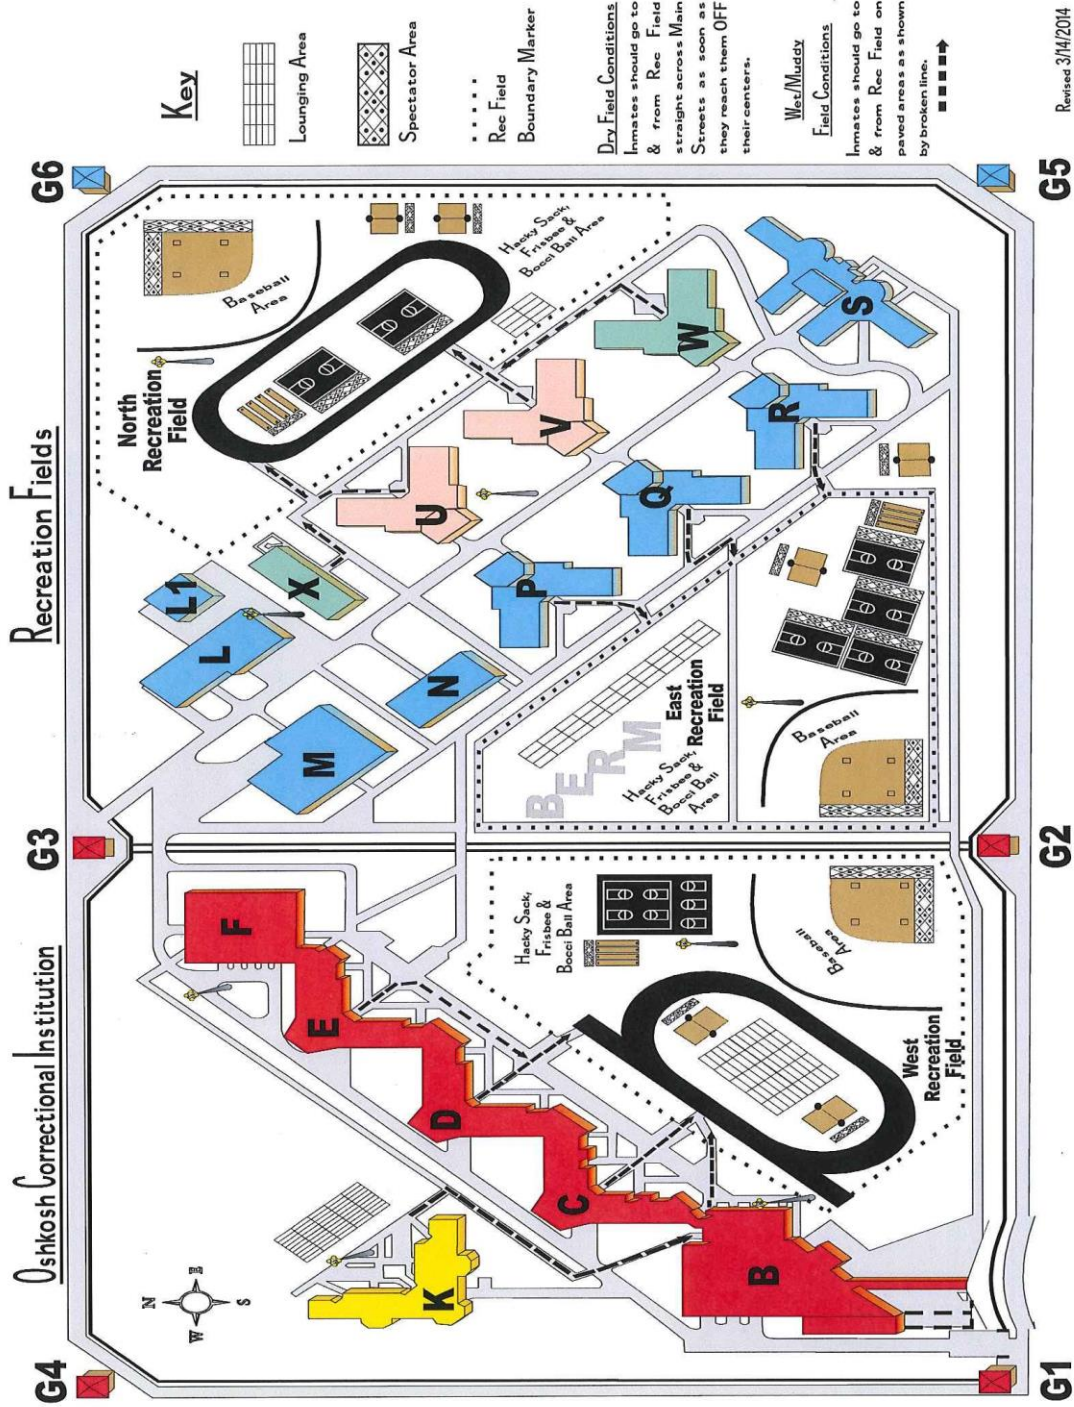 Oshkosh Correctional Institution
Recreation Fields
G4
G3
G6
N
W
E
S
K
B
C
D
E
F
M
L
L1
N
X
U
V
W
P
Q
R
S
North
Recreation
Field
Baseball
Area
Hacky Sack,
Frisbee &
Bocci Ball Area
BERM
East
Recreation
Field
Hacky Sack,
Frisbee &
Bocci Ball
Area
Baseball
Area
Hacky Sack,
Frisbee &
Bocci Ball Area
Baseball
Area
West
Recreation
Field
G1
G2
G5
Key
Lounging Area
Spectator Area
Rec Field
Boundary Marker
Dry Field Conditions
Inmates should go to
& from Rec Field
straight across Main
Streets as soon as
they reach them OFF
their centers.
Wet/Muddy
Field Conditions
Inmates should go to
& from Rec Field on
paved areas as shown
by broken line.
Revised 3/14/2014